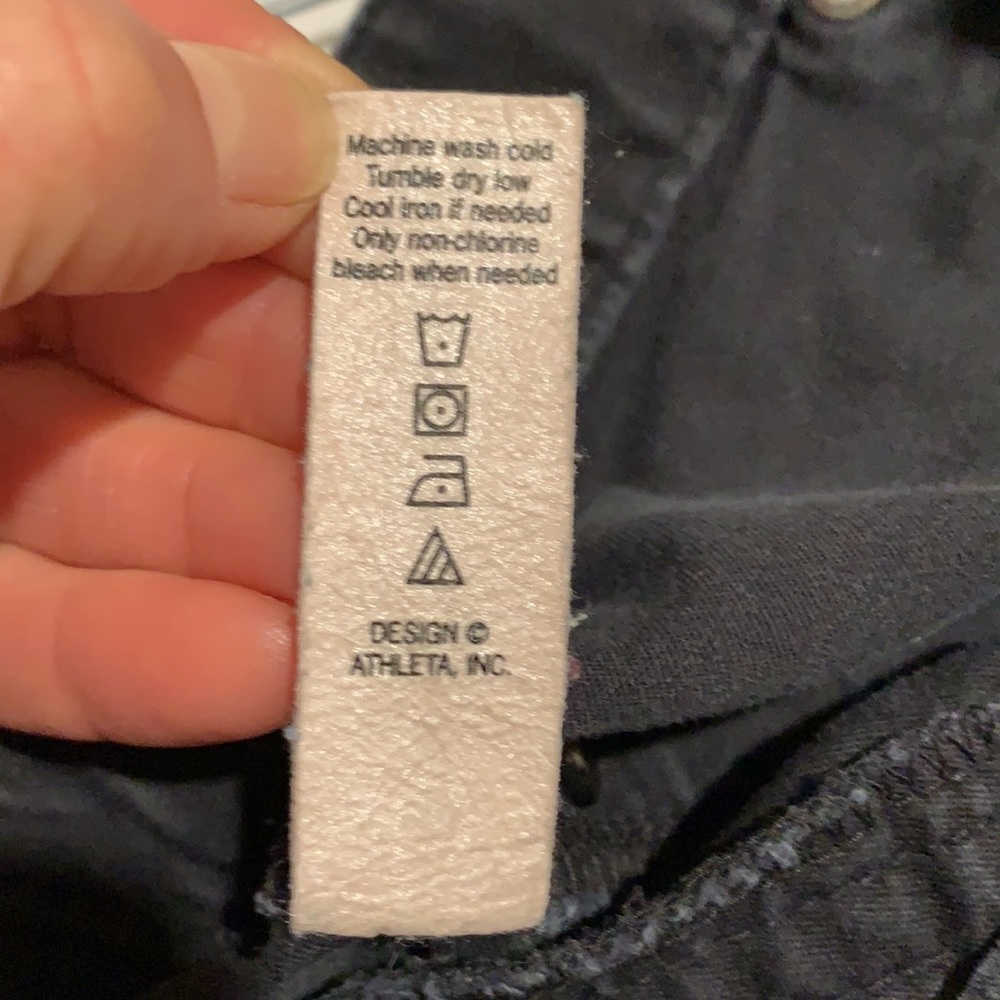 Machine wash cold
Tumble dry low
Cool iron if needed
Only non-chlorine
bleach when needed
DESIGN ©
ATHLETA, INC.